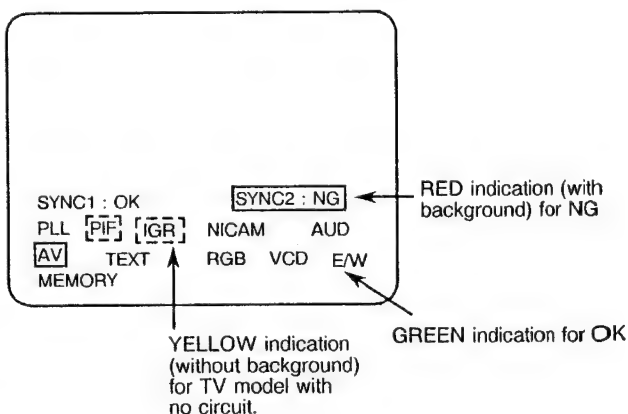 SYNC1 : OK
SYNC2 : NG
PLL PIF IGR NICAM AUD
AV TEXT RGB VCD E/W
MEMORY
RED indication (with
background) for NG
GREEN indication for OK
YELLOW indication
(without background)
for TV model with
no circuit.